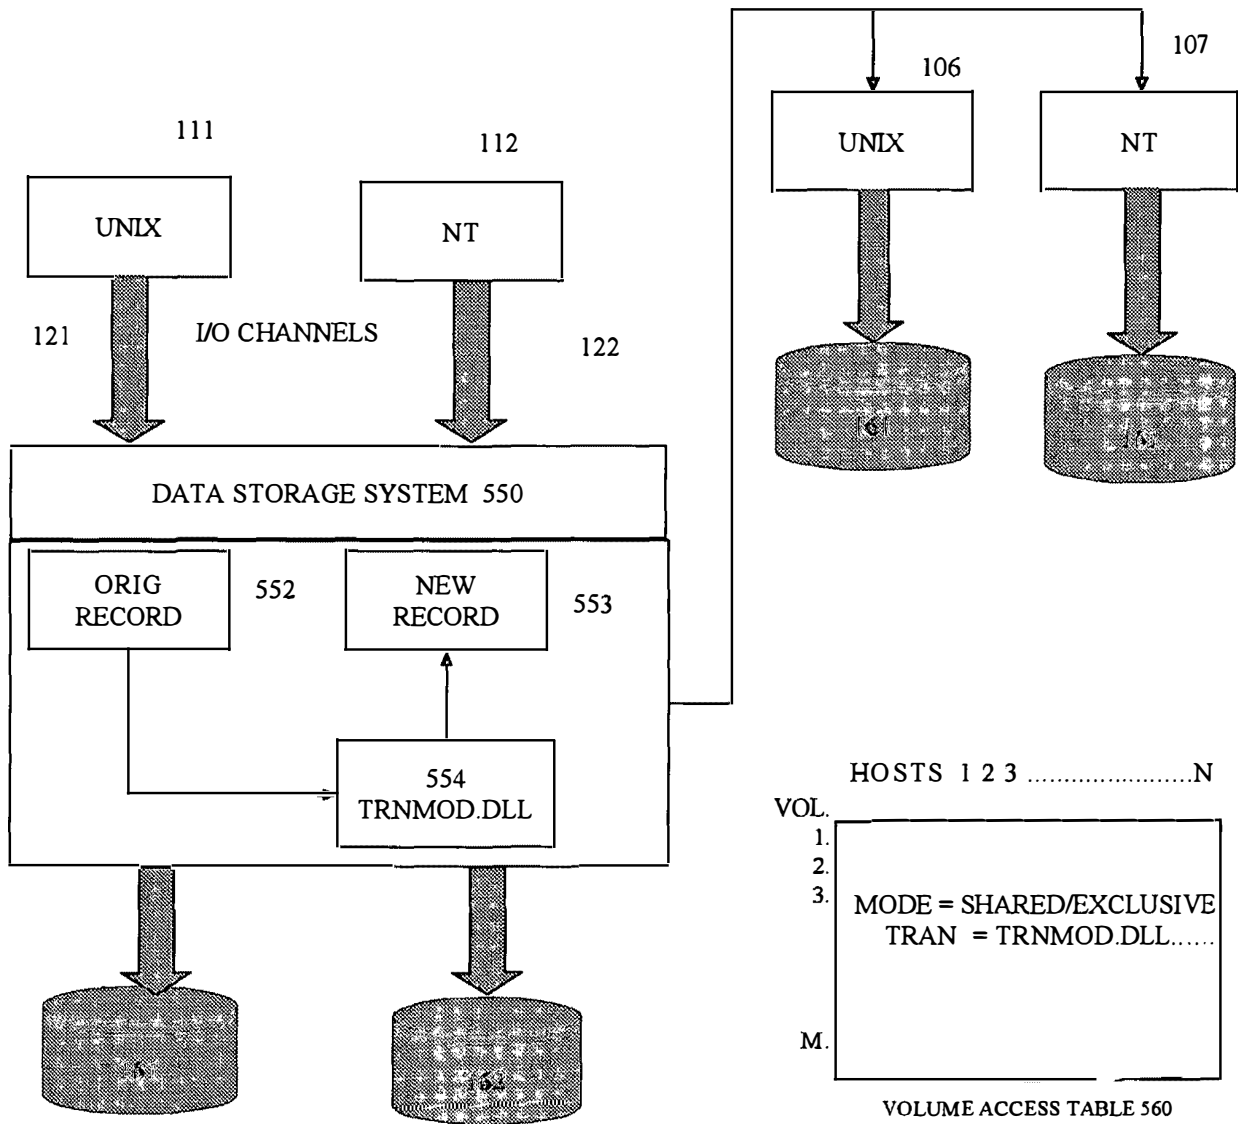 106
107
111
112
UNIX
NT
UNIX
NT
121
I/O CHANNELS
122
DATA STORAGE SYSTEM 550
ORIG
RECORD
552
NEW
RECORD
553
554
TRNMOD.DLL
HOSTS 1 2 3 ......................N
VOL.
1.
2.
3.
MODE = SHARED/EXCLUSIVE
TRAN = TRNMOD.DLL......
M.
VOLUME ACCESS TABLE 560